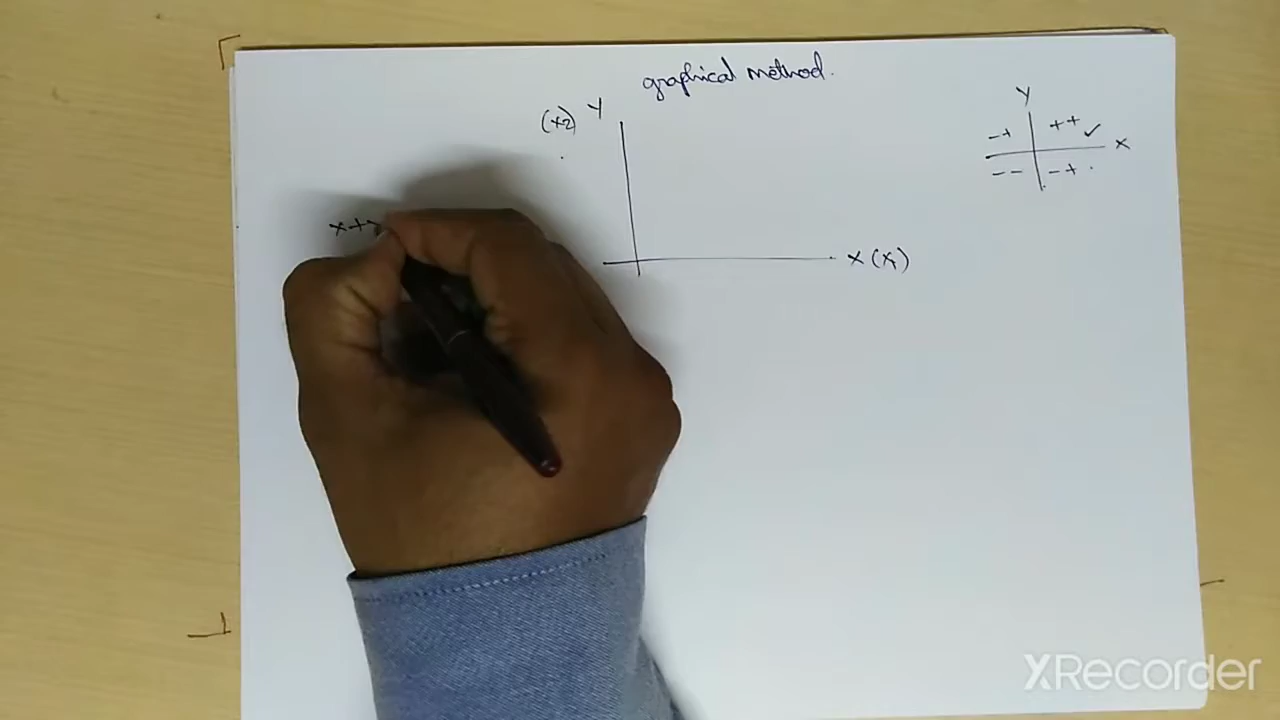 graphical method.
(x2) Y
X (x1)
x+y
Y
-+ ++ ✓
X
-- -+
XRecorder